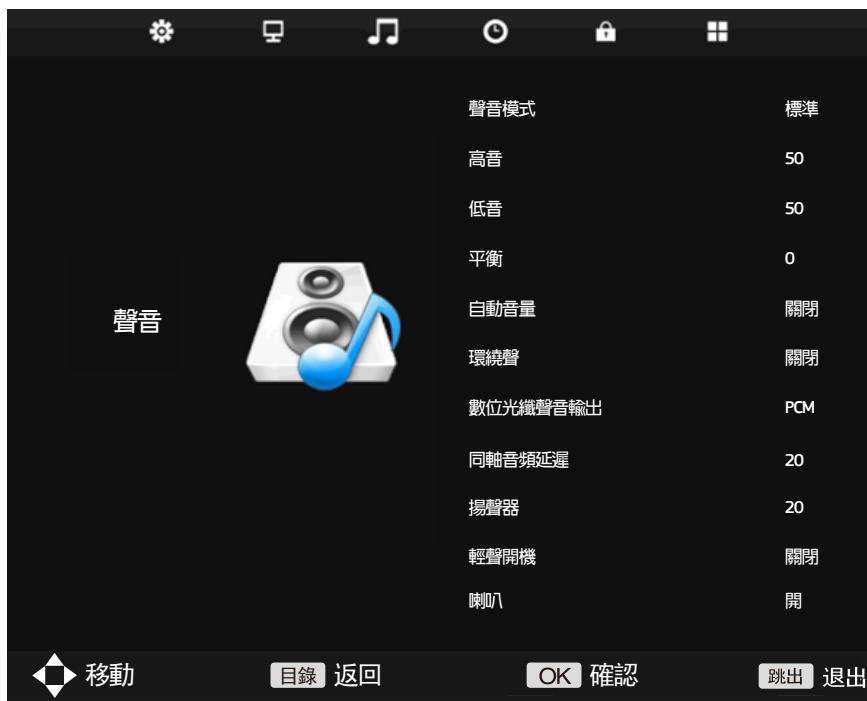 聲音
聲音模式 標準
高音 50
低音 50
平衡 0
自動音量 關閉
環繞聲 關閉
數位光纖聲音輸出 PCM
同軸音頻延遲 20
揚聲器 20
輕聲開機 關閉
喇叭 開
移動 目錄 返回 OK 確認 跳出 退出